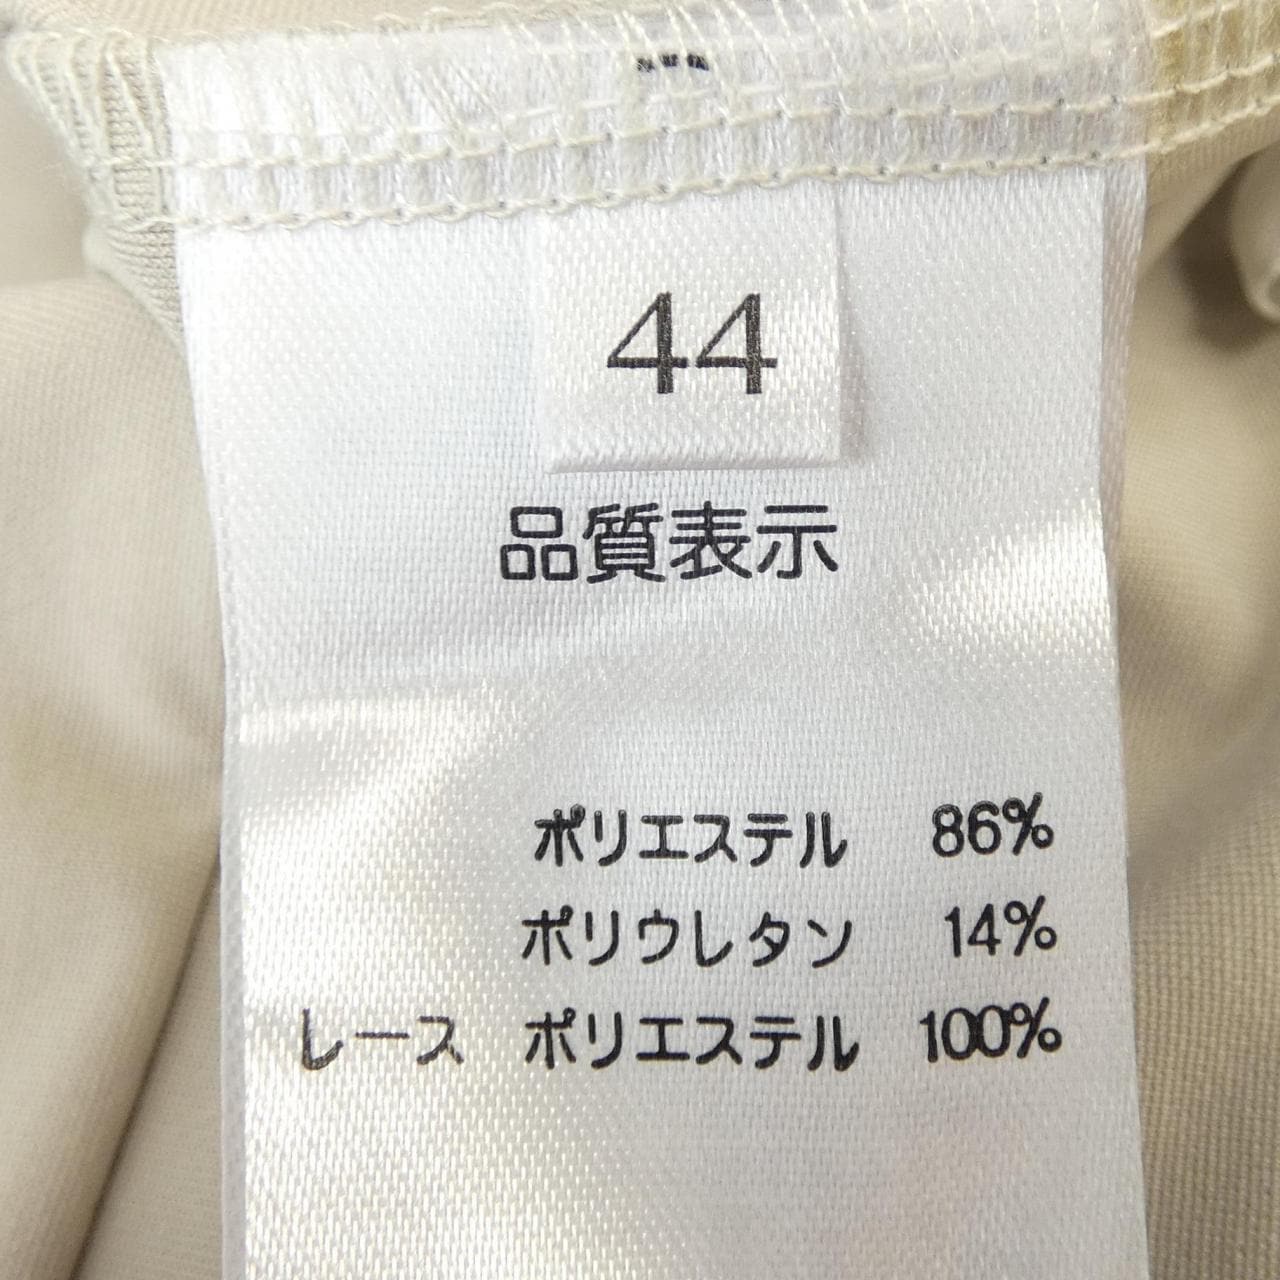 44
品質表示
ポリエステル 86%
ポリウレタン 14%
レース ポリエステル 100%